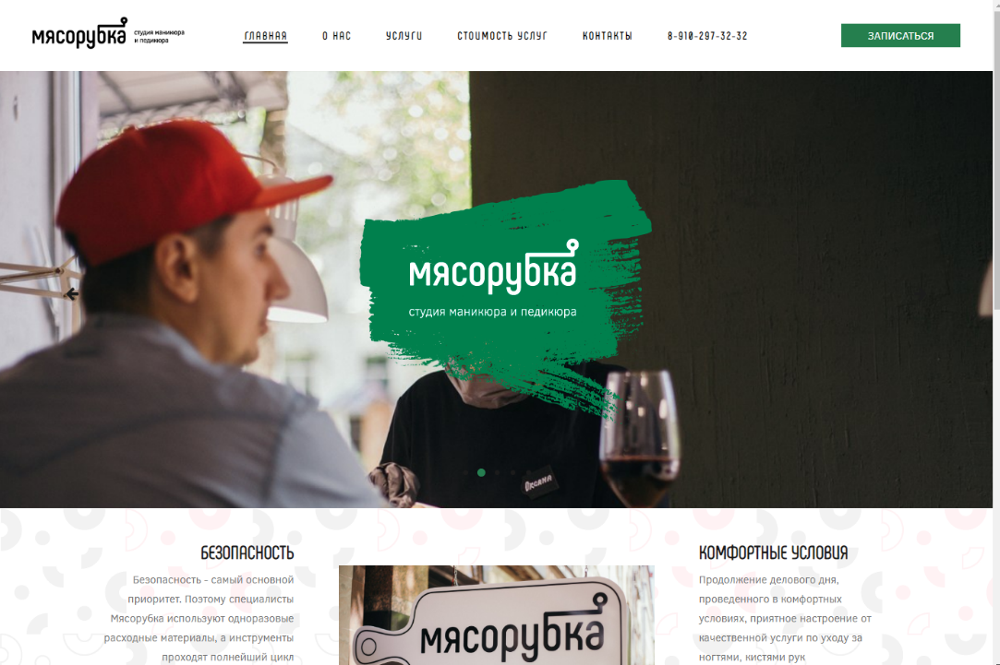 мясорубка
студия маникюра
и педикюра
ГЛАВНАЯ
О НАС
УСЛУГИ
СТОИМОСТЬ УСЛУГ
КОНТАКТЫ
8-910-297-32-32
ЗАПИСАТЬСЯ
мясорубка
студия маникюра и педикюра
Oксана
БЕЗОПАСНОСТЬ
Безопасность - самый основной
приоритет. Поэтому специалисты
Мясорубка используют одноразовые
расходные материалы, а инструменты
проходят полнейший цикл
мясорубка
КОМФОРТНЫЕ УСЛОВИЯ
Продолжение делового дня,
проведенного в комфортных
условиях, приятное настроение от
качественной услуги по уходу за
ногтями, кистями рук